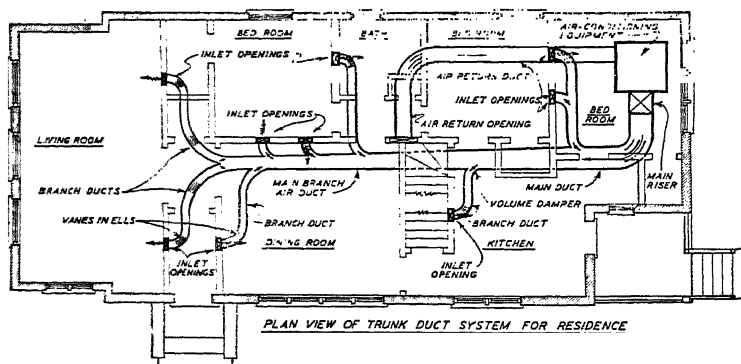 BED ROOM
BATH
BED ROOM
AIR-CONDITIONING
EQUIPMENT
INLET OPENINGS
AIR RETURN DUCT
INLET OPENINGS
INLET OPENINGS
BED
ROOM
AIR RETURN OPENING
LIVING ROOM
MAIN
RISER
BRANCH DUCTS
MAIN BRANCH
AIR DUCT
MAIN DUCT
VOLUME DAMPER
VANES IN ELLS
BRANCH DUCT
BRANCH DUCT
DINING ROOM
KITCHEN
INLET
OPENINGS
INLET
OPENING
PLAN VIEW OF TRUNK DUCT SYSTEM FOR RESIDENCE